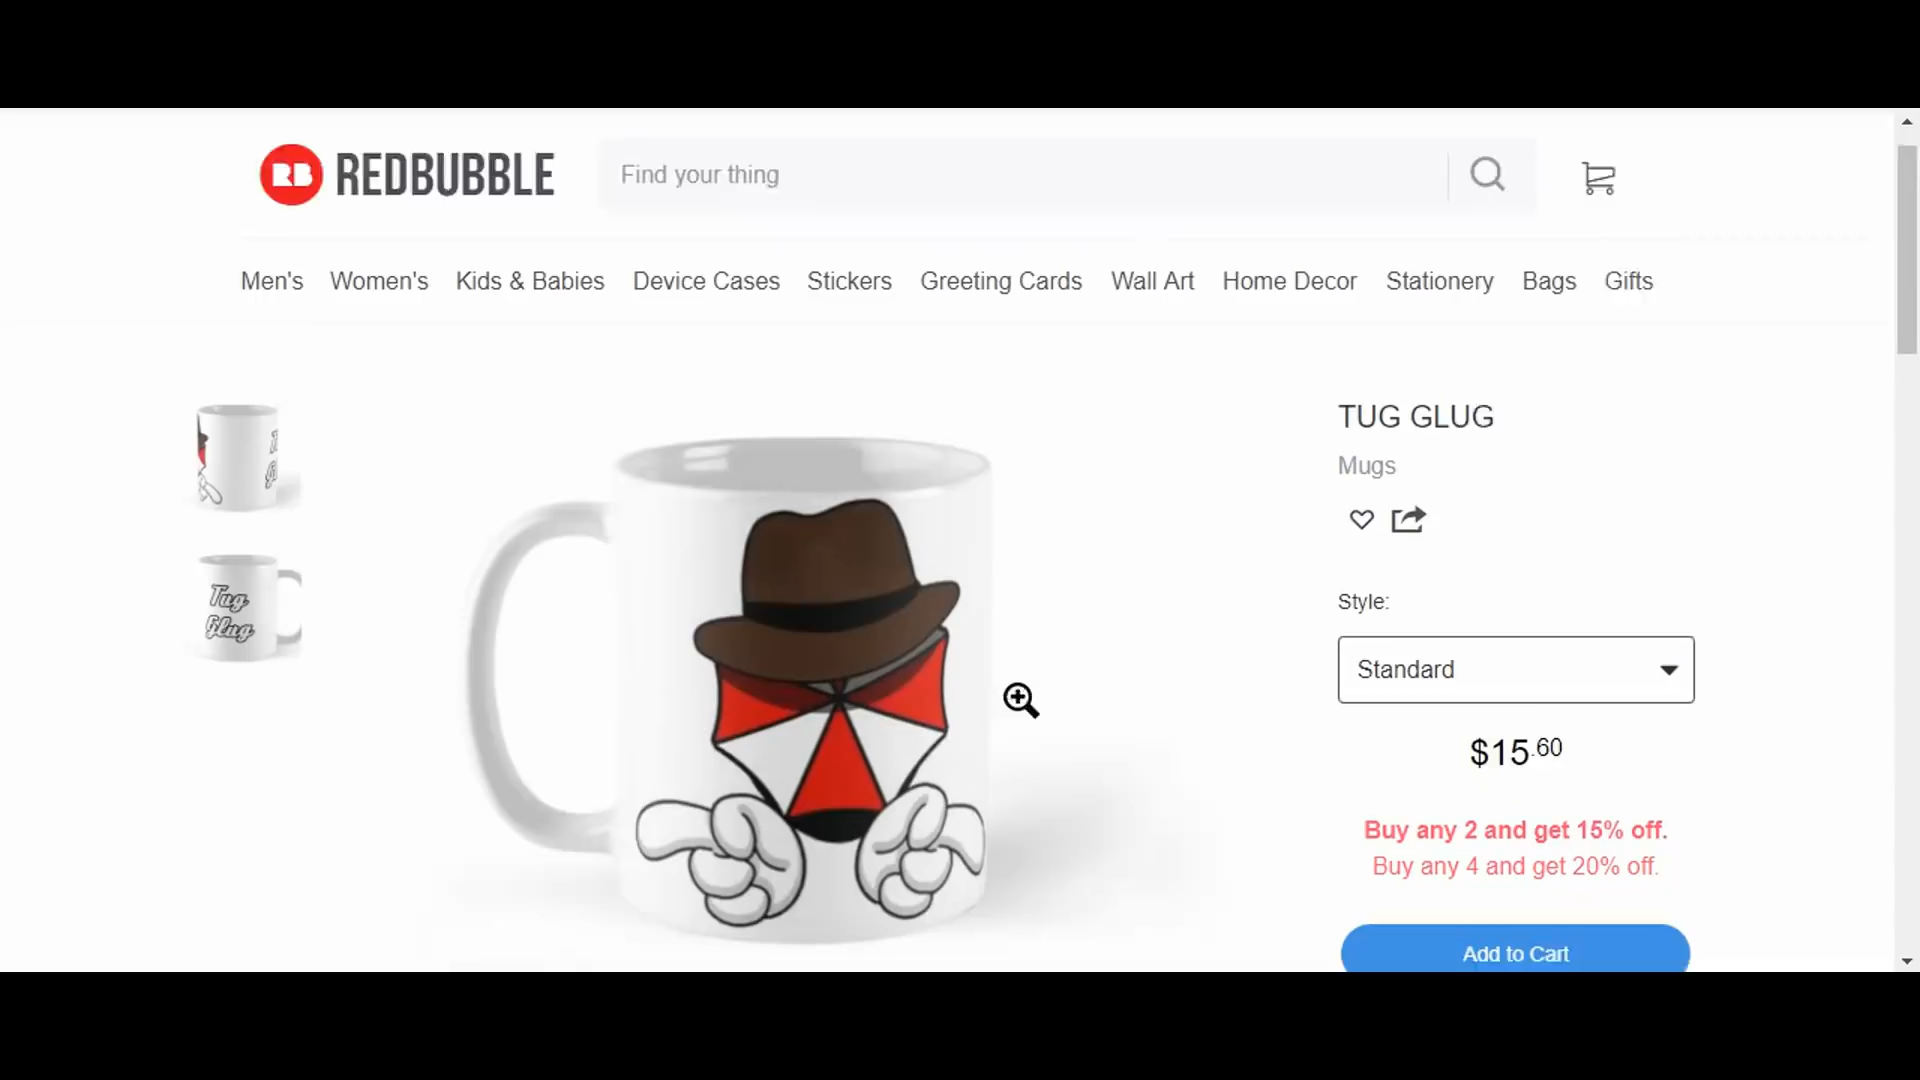 RB REDBUBBLE
Find your thing
Men's Women's Kids & Babies Device Cases Stickers Greeting Cards Wall Art Home Decor Stationery Bags Gifts
TUG GLUG
Mugs
Tug
Glug
Style:
Standard
$15.60
Buy any 2 and get 15% off.
Buy any 4 and get 20% off.
Add to Cart